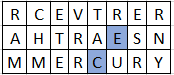 R C E V T R E R
A H T R A E S N
M M E R C U R Y